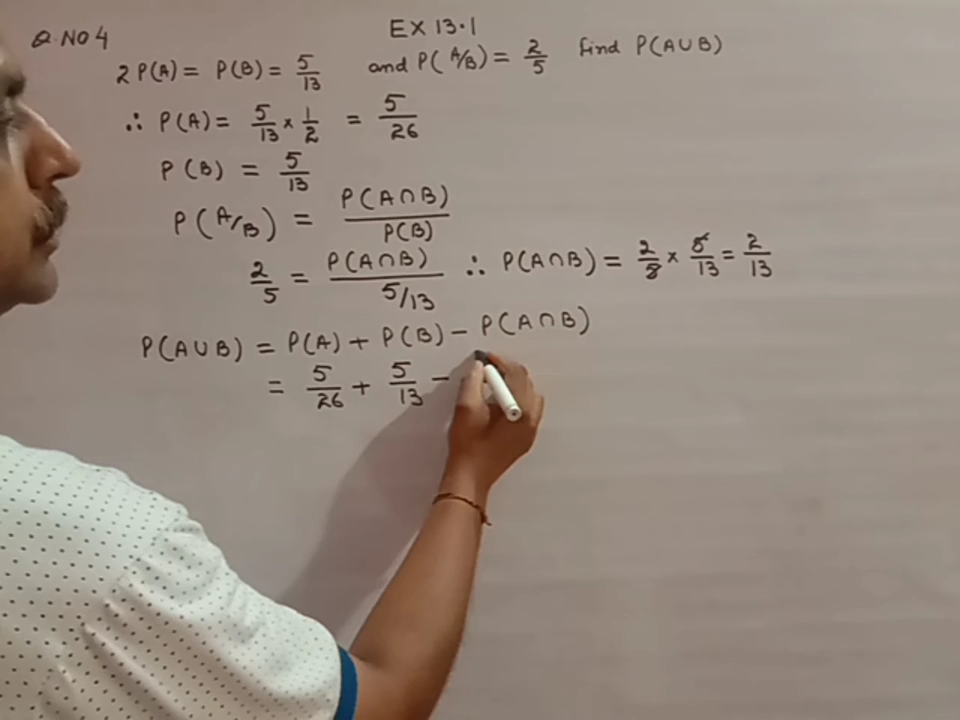 Q.NO 4 EX 13.1
2P(A) = P(B) = 5/13 and P(A/B) = 2/5 find P(A∪B)
∴ P(A) = 5/13 × 1/2 = 5/26
P(B) = 5/13
P(A/B) = P(A∩B)/P(B)
2/5 = P(A∩B)/(5/13) ∴ P(A∩B) = 2/5 × 5/13 = 2/13
P(A∪B) = P(A) + P(B) − P(A∩B)
= 5/26 + 5/13 −